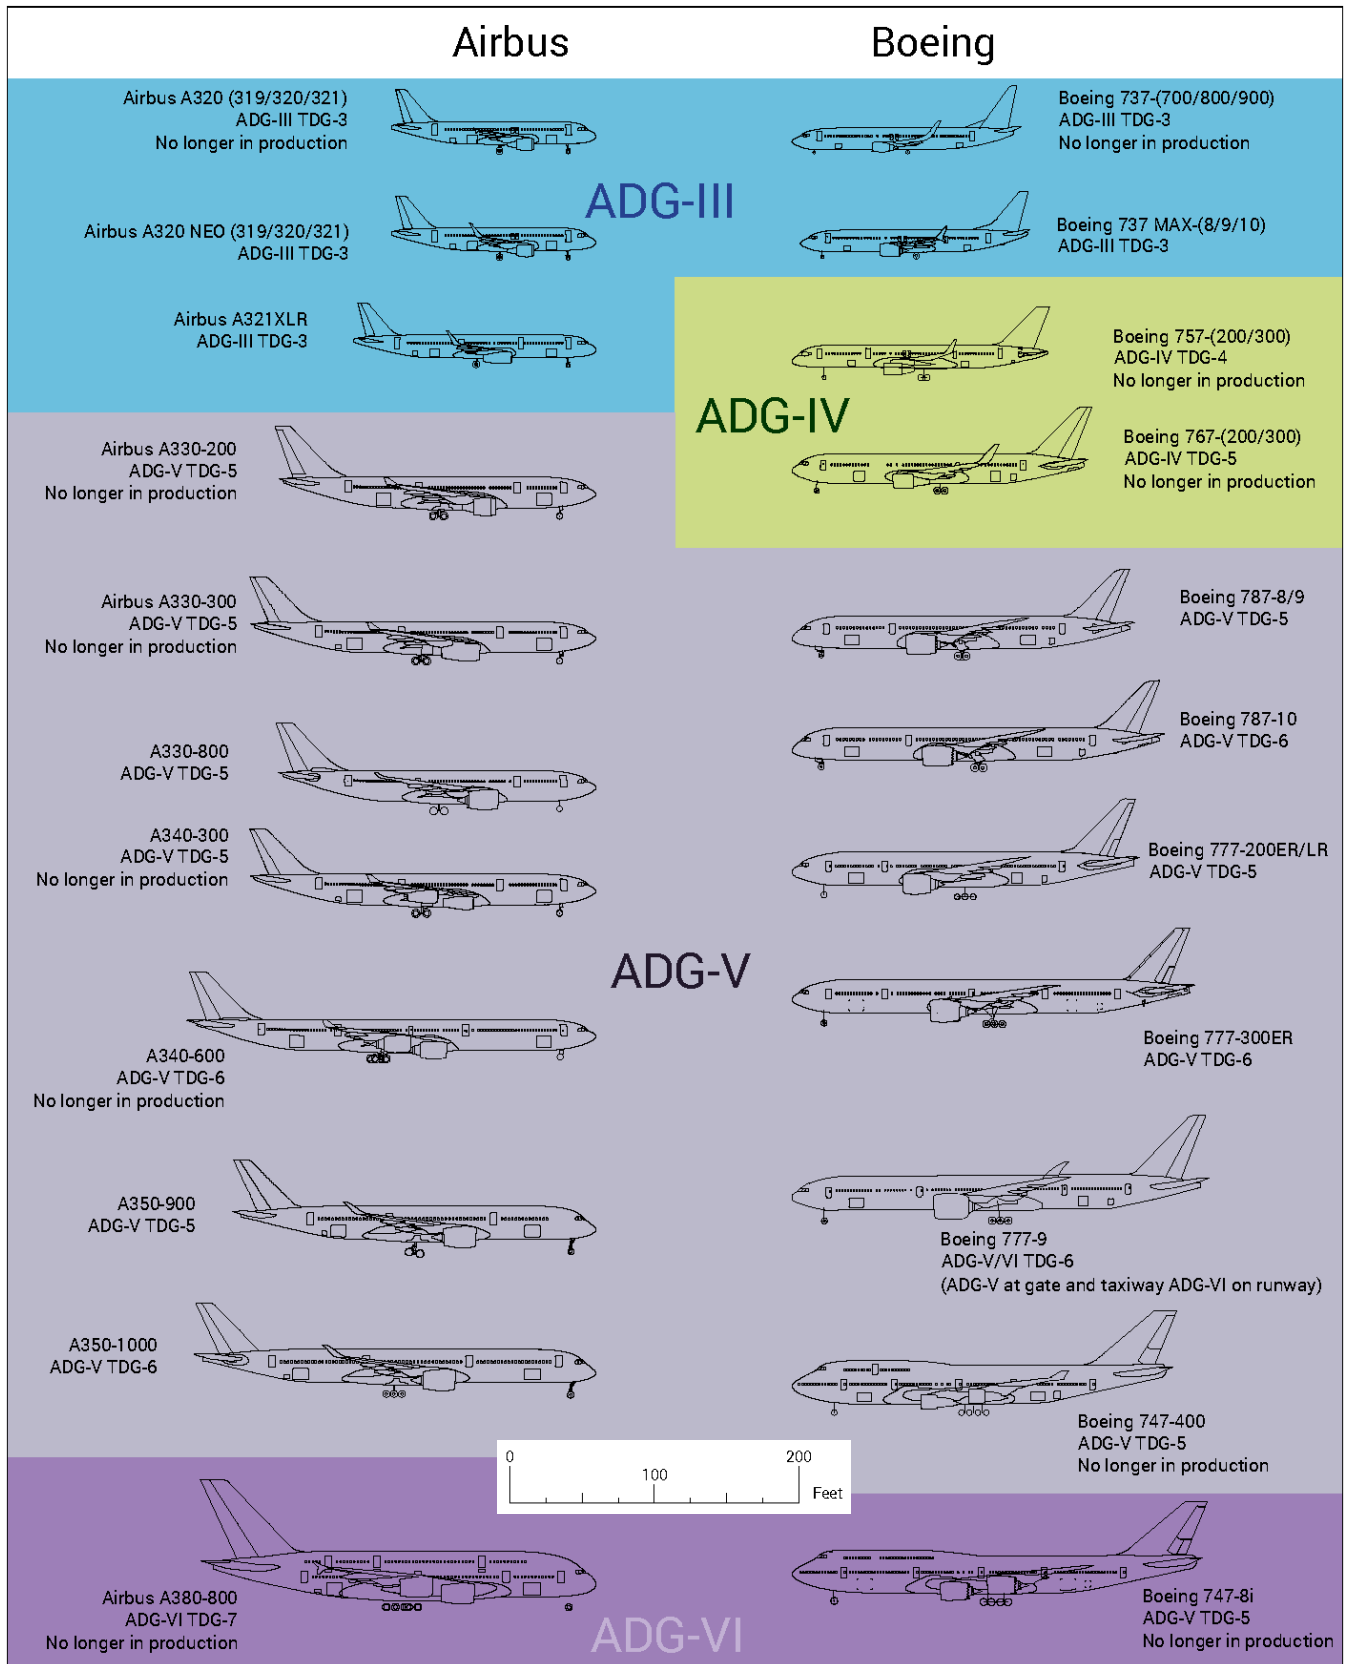 Airbus
Boeing
Airbus A320 (319/320/321)
ADG-III TDG-3
No longer in production
Boeing 737-(700/800/900)
ADG-III TDG-3
No longer in production
ADG-III
Airbus A320 NEO (319/320/321)
ADG-III TDG-3
Boeing 737 MAX-(8/9/10)
ADG-III TDG-3
Airbus A321XLR
ADG-III TDG-3
Boeing 757-(200/300)
ADG-IV TDG-4
No longer in production
ADG-IV
Airbus A330-200
ADG-V TDG-5
No longer in production
Boeing 767-(200/300)
ADG-IV TDG-5
No longer in production
Airbus A330-300
ADG-V TDG-5
No longer in production
Boeing 787-8/9
ADG-V TDG-5
A330-800
ADG-V TDG-5
Boeing 787-10
ADG-V TDG-6
A340-300
ADG-V TDG-5
No longer in production
Boeing 777-200ER/LR
ADG-V TDG-5
ADG-V
A340-600
ADG-V TDG-6
No longer in production
Boeing 777-300ER
ADG-V TDG-6
A350-900
ADG-V TDG-5
Boeing 777-9
ADG-V/VI TDG-6
(ADG-V at gate and taxiway ADG-VI on runway)
A350-1000
ADG-V TDG-6
Boeing 747-400
ADG-V TDG-5
No longer in production
0
100
200
Feet
Airbus A380-800
ADG-VI TDG-7
No longer in production
ADG-VI
Boeing 747-8i
ADG-V TDG-5
No longer in production